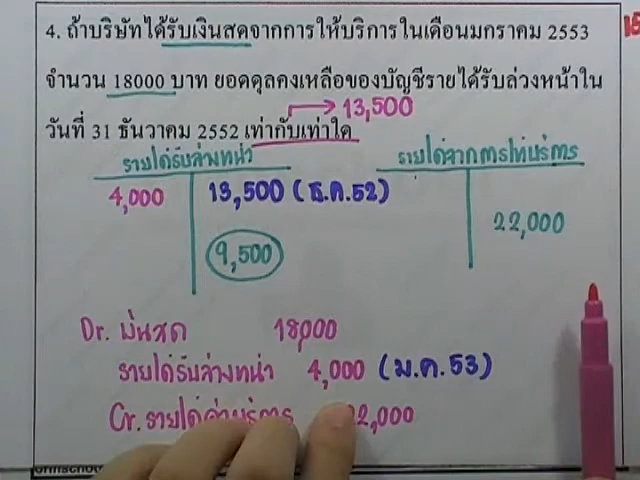 4. ถ้าบริษัทได้รับเงินสดจากการให้บริการในเดือนมกราคม 2553
จำนวน 18000 บาท ยอดดุลคงเหลือของบัญชีรายได้รับล่วงหน้าใน
13,500
วันที่ 31 ธันวาคม 2552 เท่ากับเท่าใด
รายได้รับล่วงหน้า รายได้จากการให้บริการ
4,000 13,500 (ธ.ค.52)
22,000
9,500
Dr. เงินสด 18,000
รายได้รับล่วงหน้า 4,000 (ม.ค.53)
Cr. รายได้ค่าบริการ 22,000